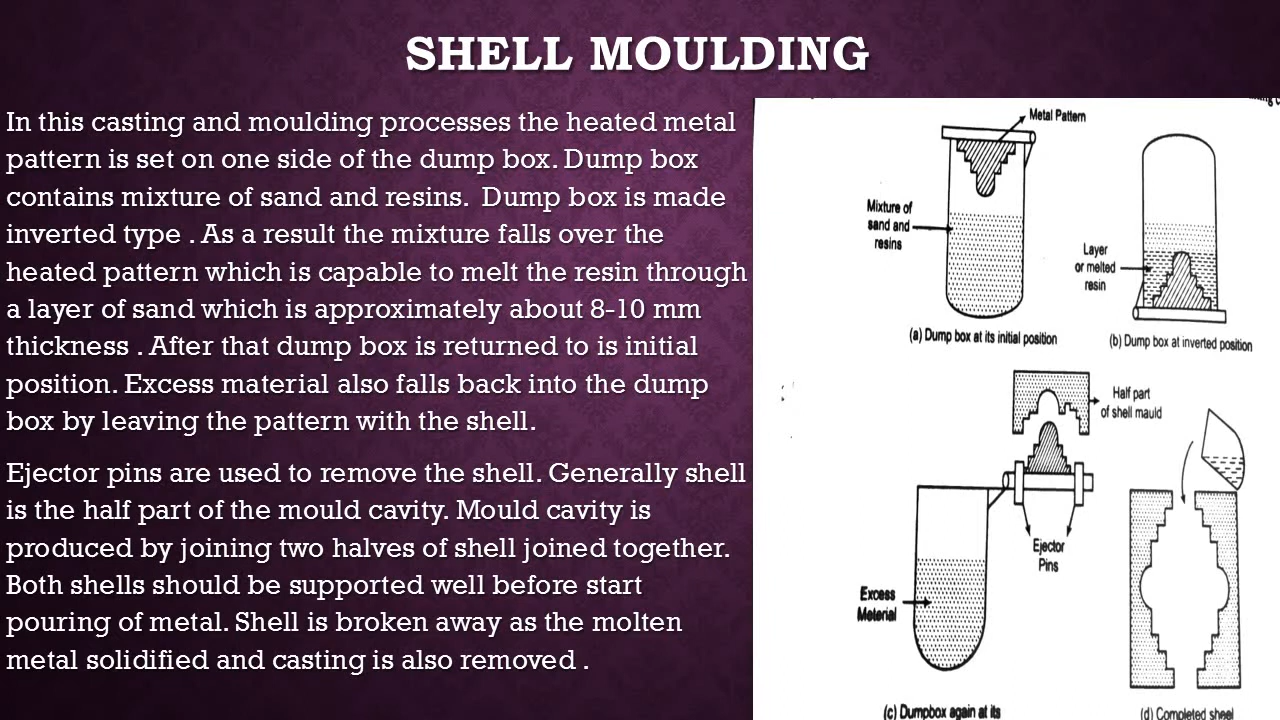 SHELL MOULDING
In this casting and moulding processes the heated metal
pattern is set on one side of the dump box. Dump box
contains mixture of sand and resins.  Dump box is made
inverted type . As a result the mixture falls over the
heated pattern which is capable to melt the resin through
a layer of sand which is approximately about 8-10 mm
thickness . After that dump box is returned to is initial
position. Excess material also falls back into the dump
box by leaving the pattern with the shell.
Ejector pins are used to remove the shell. Generally shell
is the half part of the mould cavity. Mould cavity is
produced by joining two halves of shell joined together.
Both shells should be supported well before start
pouring of metal. Shell is broken away as the molten
metal solidified and casting is also removed .
Metal Pattern
Mixture of
sand and
resins
(a) Dump box at its initial position
Layer
or melted
resin
(b) Dump box at inverted position
Half part
of shell mauld
Ejector
Pins
Excess
Material
(c) Dumpbox again at its
(d) Completed sheel